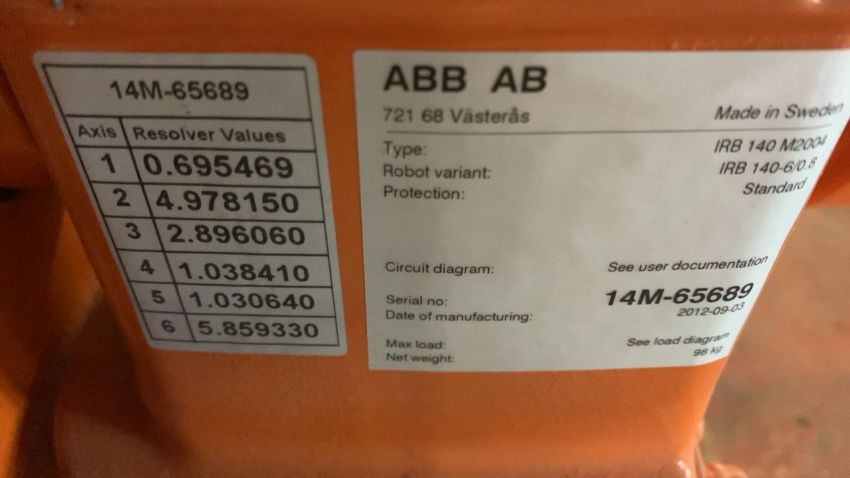 14M-65689
Axis Resolver Values
1 0.695469
2 4.978150
3 2.896060
4 1.038410
5 1.030640
6 5.859330
ABB AB
721 68 Västerås Made in Sweden
Type: IRB 140 M2004
Robot variant: IRB 140-6/0.8
Protection: Standard
Circuit diagram: See user documentation
Serial no: 14M-65689
Date of manufacturing: 2012-09-03
Max load: See load diagram
Net weight: 98 kg